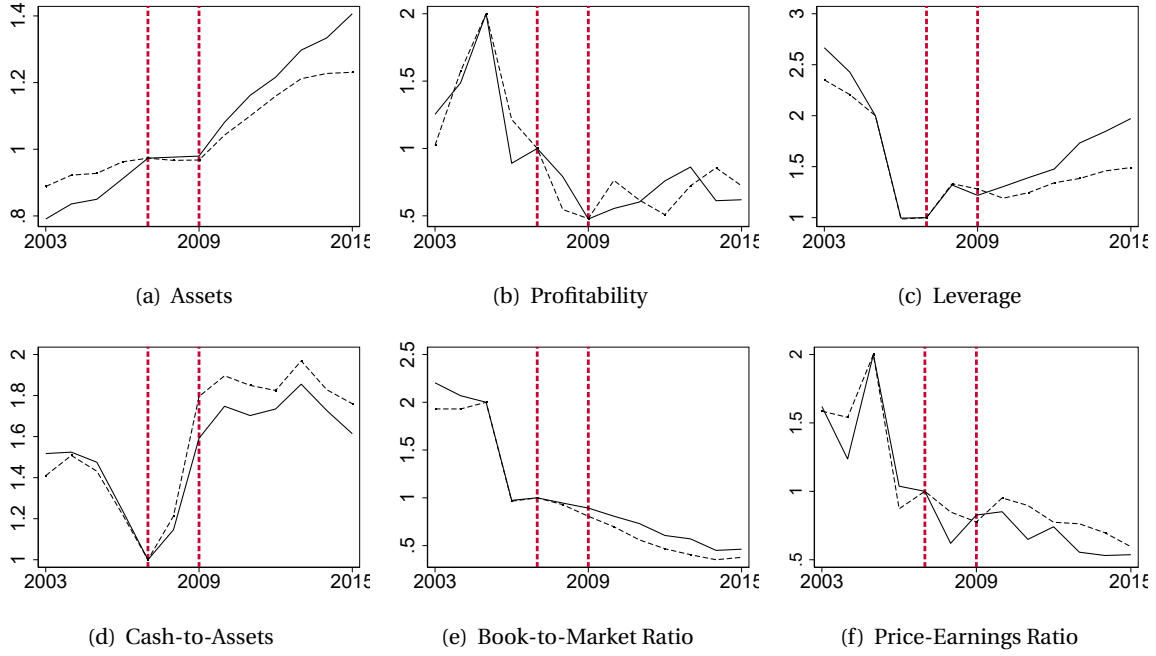 1.4
1.2
1
.8
2003 2009 2015
(a) Assets
2
1.5
1
.5
2003 2009 2015
(b) Profitability
3
2.5
2
1.5
1
2003 2009 2015
(c) Leverage
2
1.8
1.6
1.4
1.2
1
2003 2009 2015
(d) Cash-to-Assets
2.5
2
1.5
1
.5
2003 2009 2015
(e) Book-to-Market Ratio
2
1.5
1
.5
2003 2009 2015
(f) Price-Earnings Ratio